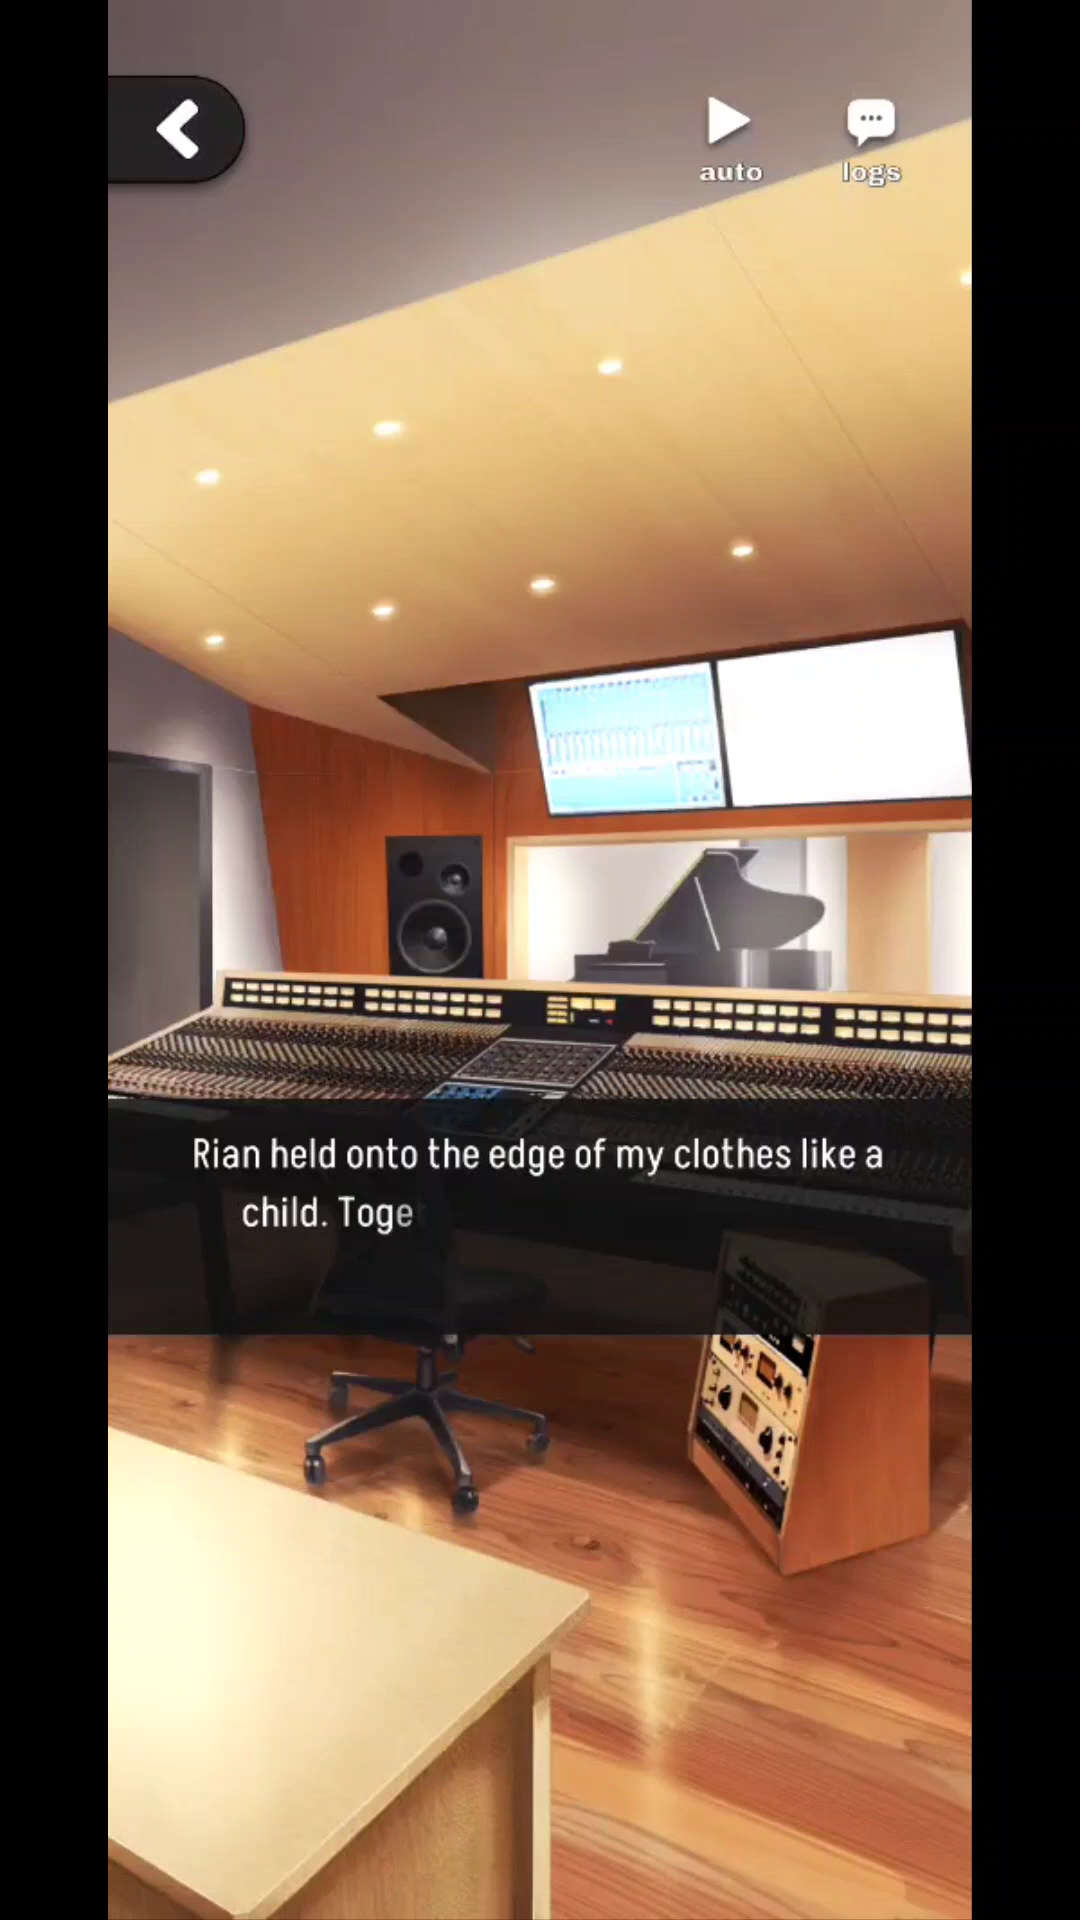 auto
logs
Rian held onto the edge of my clothes like a
child. Toge